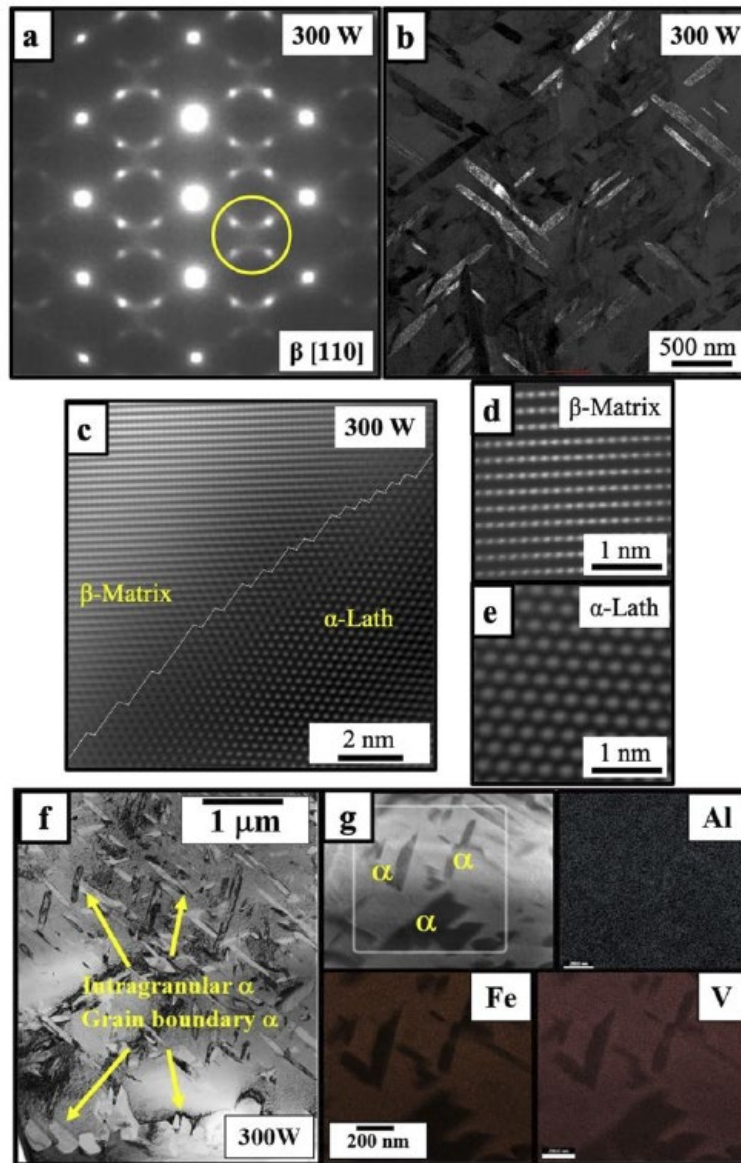 a
300 W
β [110]
b
300 W
500 nm
c
300 W
β-Matrix
α-Lath
2 nm
d
β-Matrix
1 nm
e
α-Lath
1 nm
f
1 μm
Intragranular α
Grain boundary α
300W
g
α
α
α
Al
Fe
200 nm
V